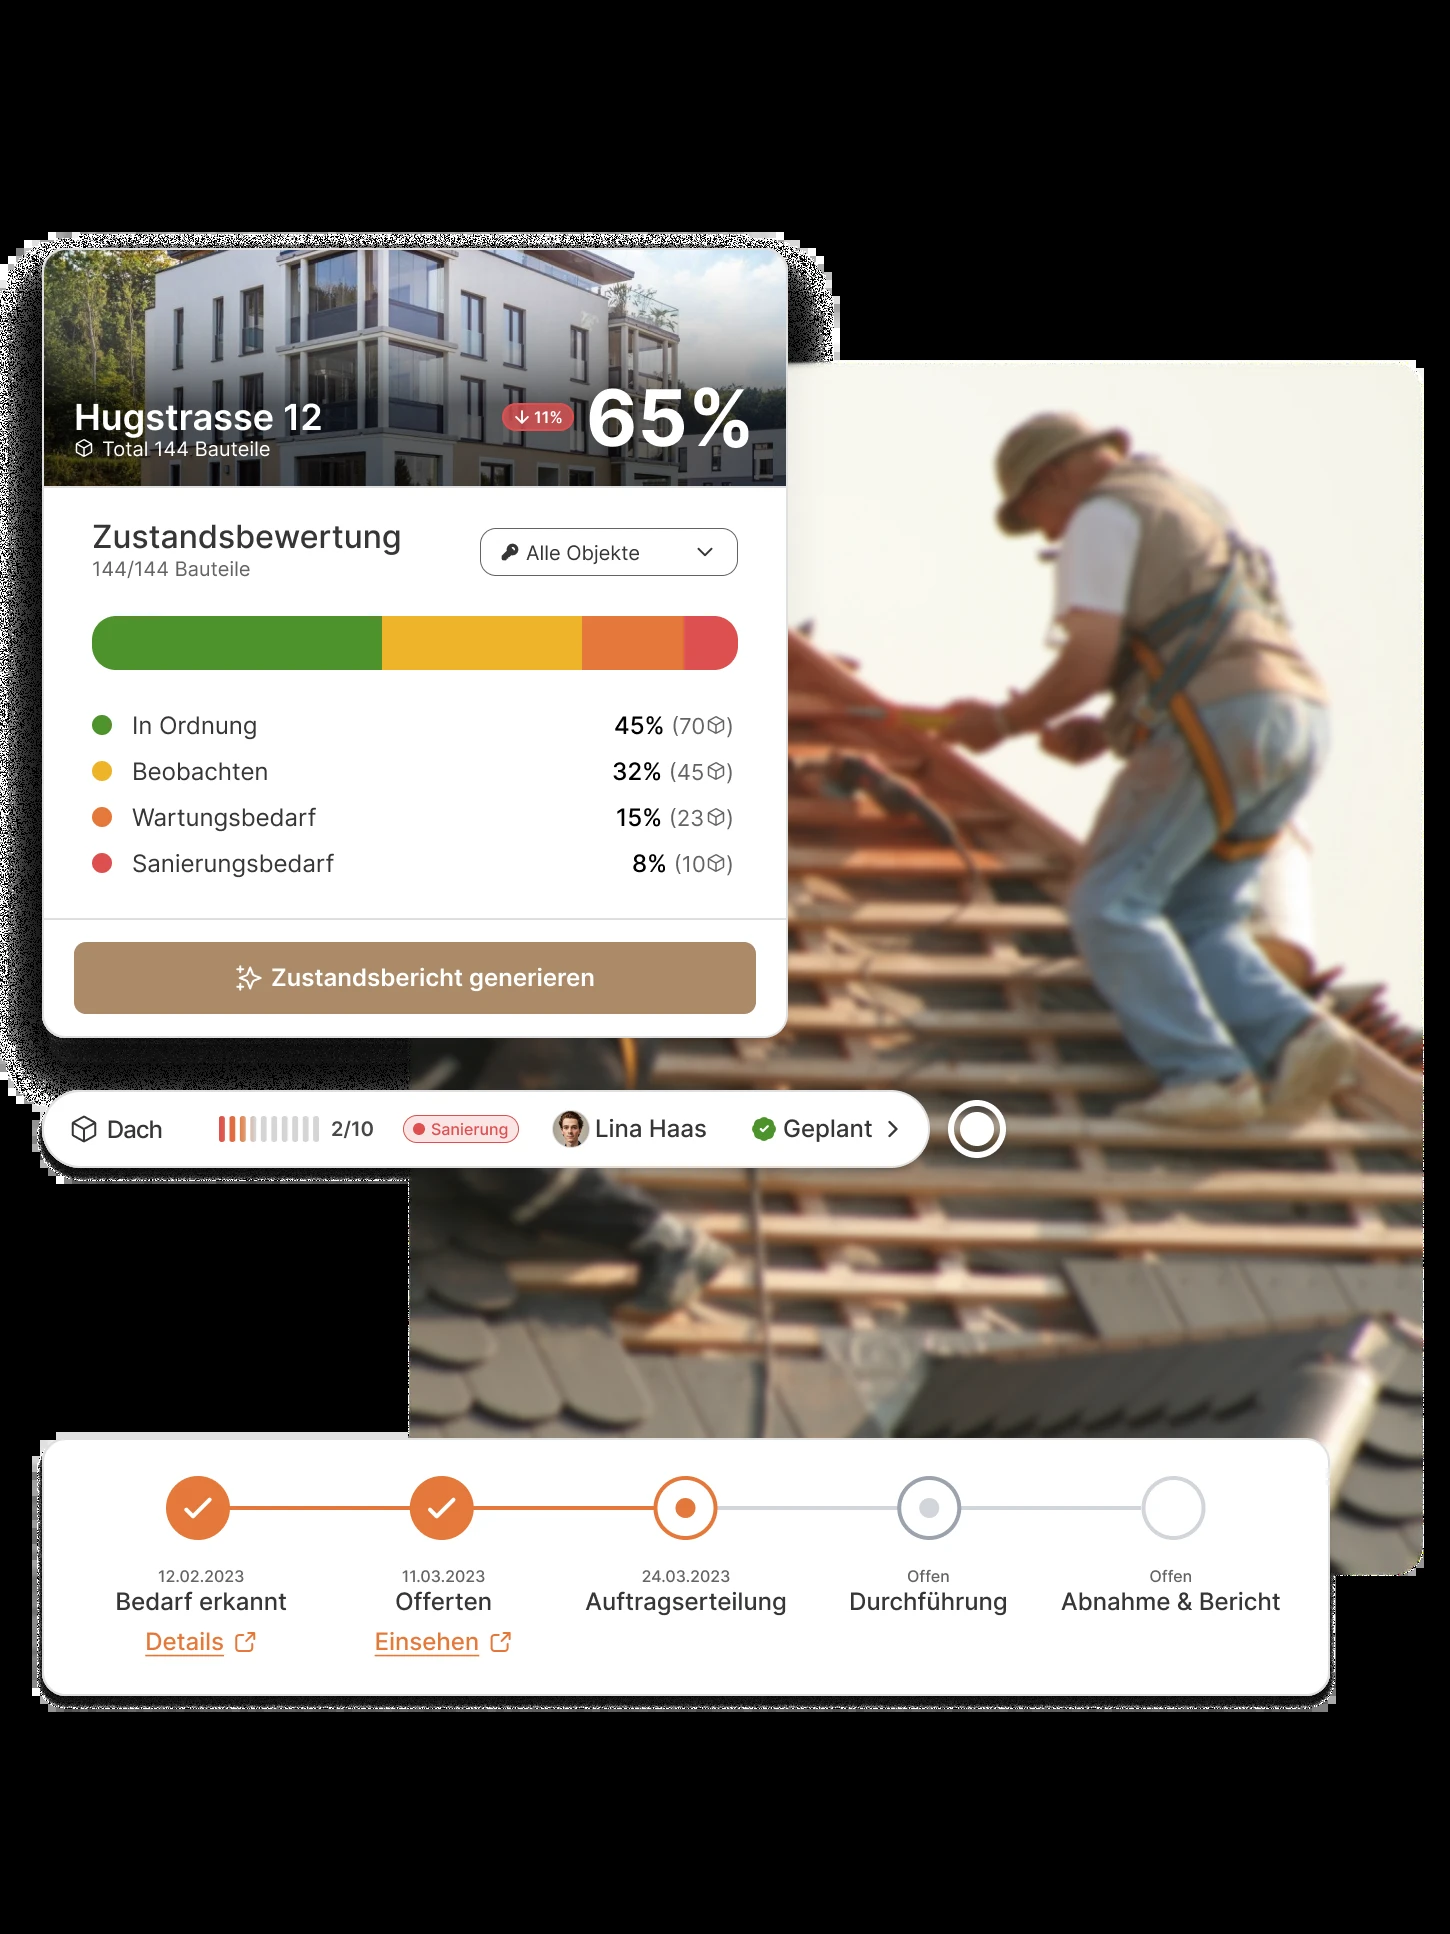 Hugstrasse 12
Total 144 Bauteile
11%
65%
Zustandsbewertung
144/144 Bauteile
Alle Objekte
In Ordnung 45% (70)
Beobachten 32% (45)
Wartungsbedarf 15% (23)
Sanierungsbedarf 8% (10)
Zustandsbericht generieren
Dach 2/10 Sanierung Lina Haas Geplant
12.02.2023
Bedarf erkannt
Details
11.03.2023
Offerten
Einsehen
24.03.2023
Auftragserteilung
Offen
Durchführung
Offen
Abnahme & Bericht